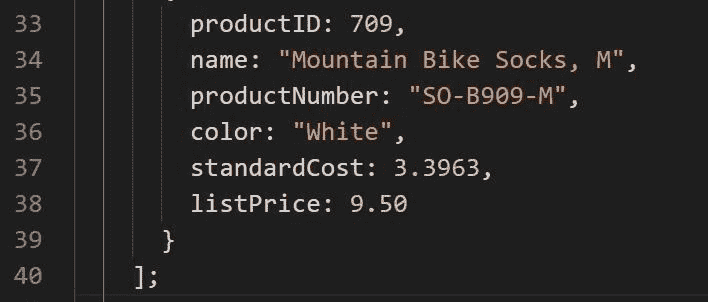 33 productID: 709,
34 name: "Mountain Bike Socks, M",
35 productNumber: "SO-B909-M",
36 color: "White",
37 standardCost: 3.3963,
38 listPrice: 9.50
39 }
40 ];